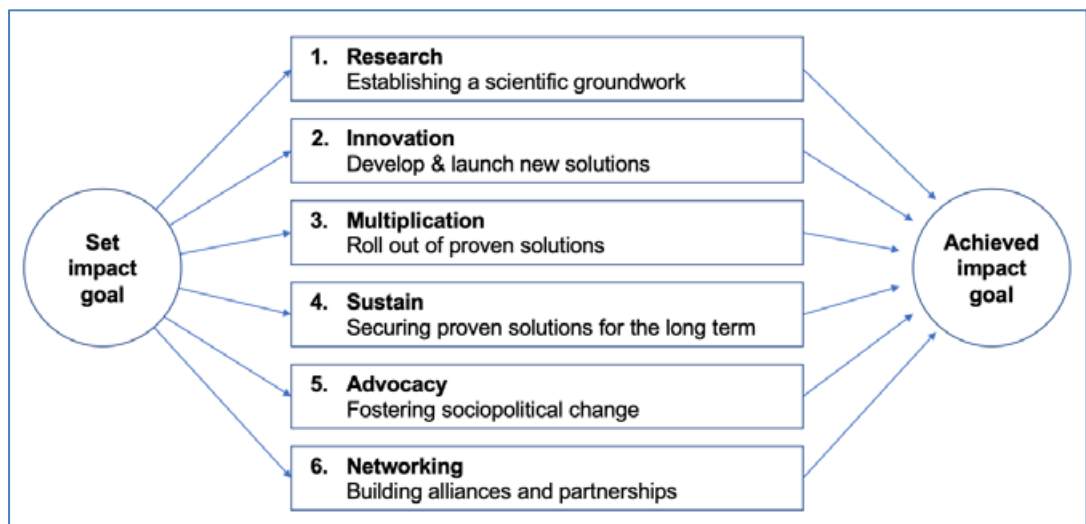 Set
impact
goal
1. Research
Establishing a scientific groundwork
2. Innovation
Develop & launch new solutions
3. Multiplication
Roll out of proven solutions
4. Sustain
Securing proven solutions for the long term
5. Advocacy
Fostering sociopolitical change
6. Networking
Building alliances and partnerships
Achieved
impact
goal